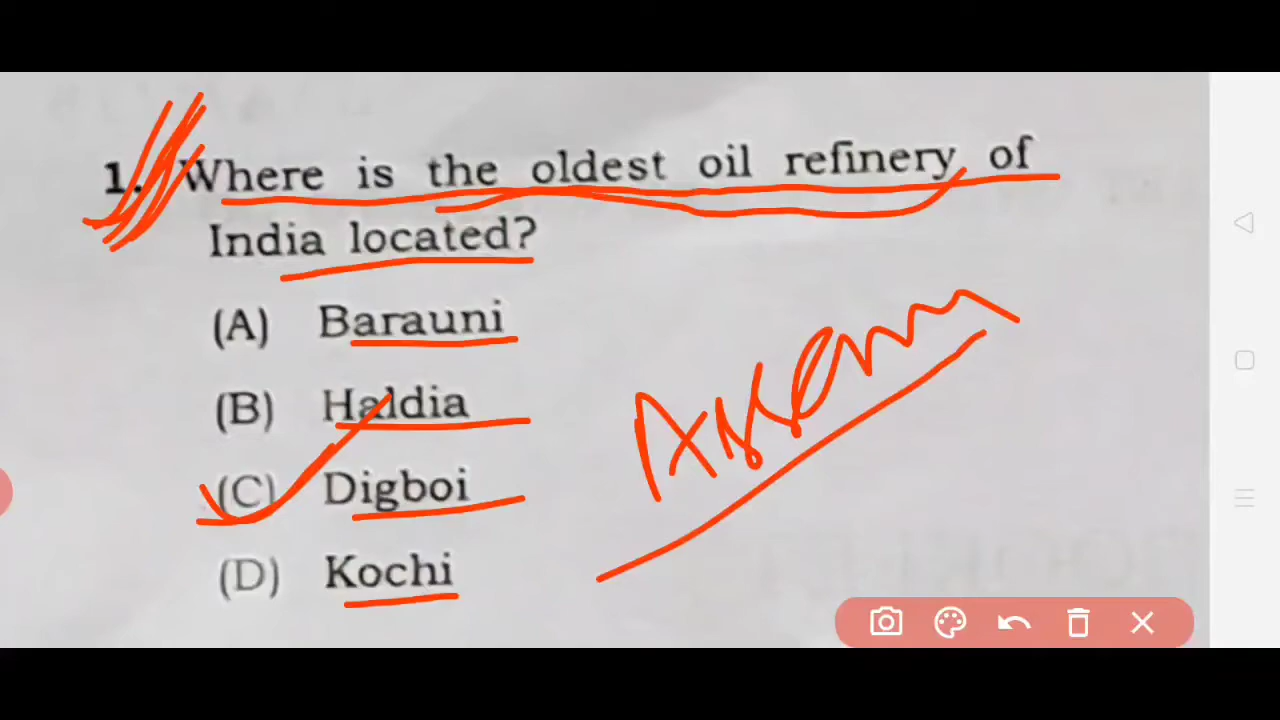 1. Where is the oldest oil refinery of
India located?
(A) Barauni
(B) Haldia
(C) Digboi
(D) Kochi
Assam